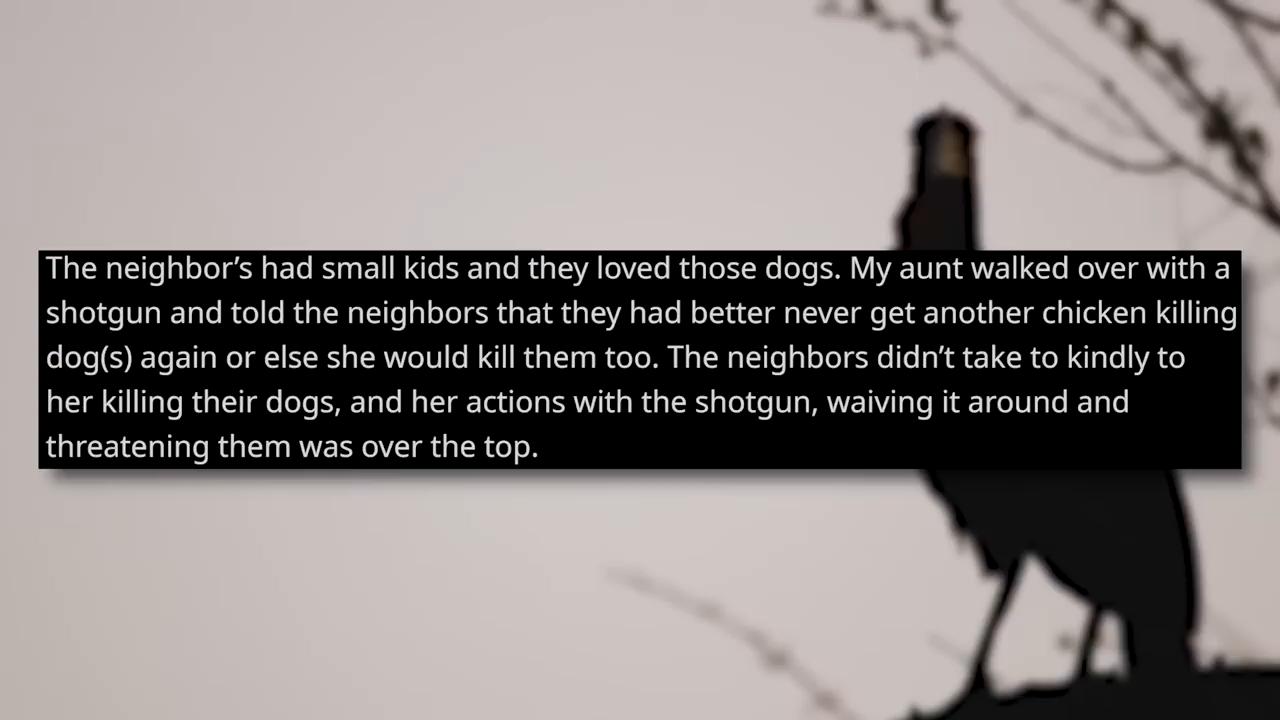 The neighbor’s had small kids and they loved those dogs. My aunt walked over with a
shotgun and told the neighbors that they had better never get another chicken killing
dog(s) again or else she would kill them too. The neighbors didn’t take to kindly to
her killing their dogs, and her actions with the shotgun, waiving it around and
threatening them was over the top.